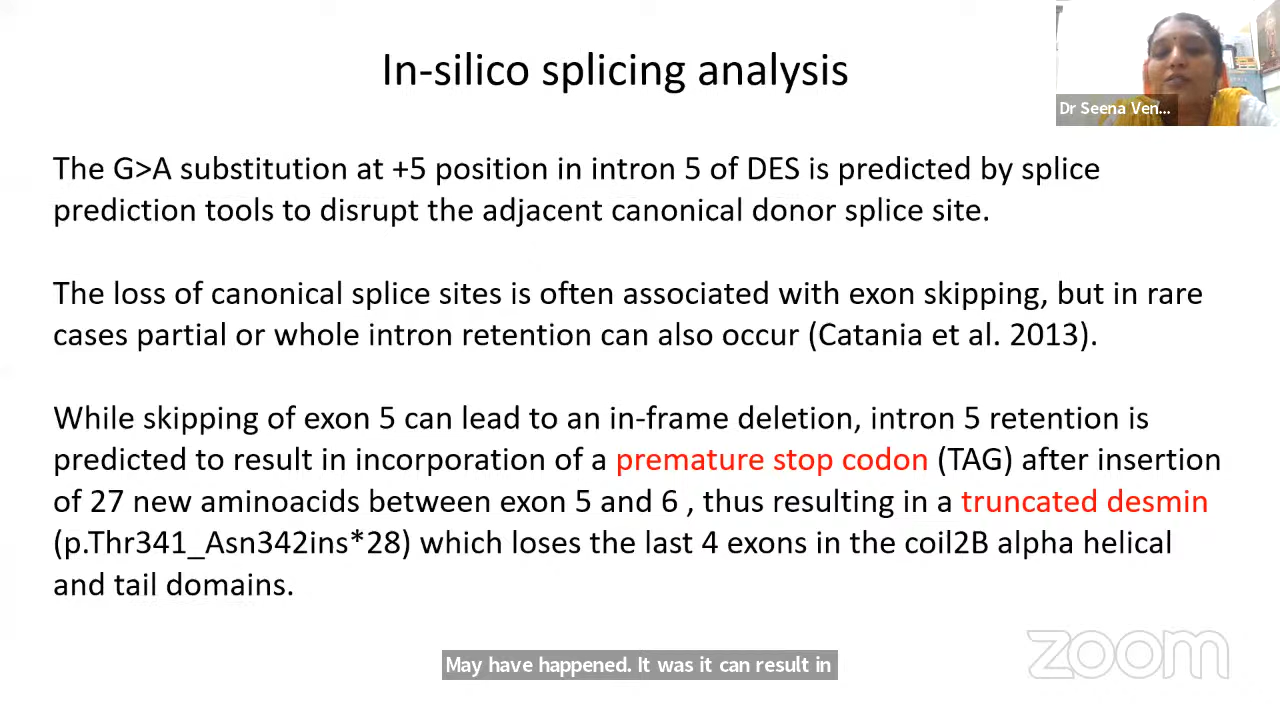 In-silico splicing analysis
Dr Seena Ven...
The G>A substitution at +5 position in intron 5 of DES is predicted by splice
prediction tools to disrupt the adjacent canonical donor splice site.
The loss of canonical splice sites is often associated with exon skipping, but in rare
cases partial or whole intron retention can also occur (Catania et al. 2013).
While skipping of exon 5 can lead to an in-frame deletion, intron 5 retention is
predicted to result in incorporation of a premature stop codon (TAG) after insertion
of 27 new aminoacids between exon 5 and 6 , thus resulting in a truncated desmin
(p.Thr341_Asn342ins*28) which loses the last 4 exons in the coil2B alpha helical
and tail domains.
May have happened. It was it can result in
zoom